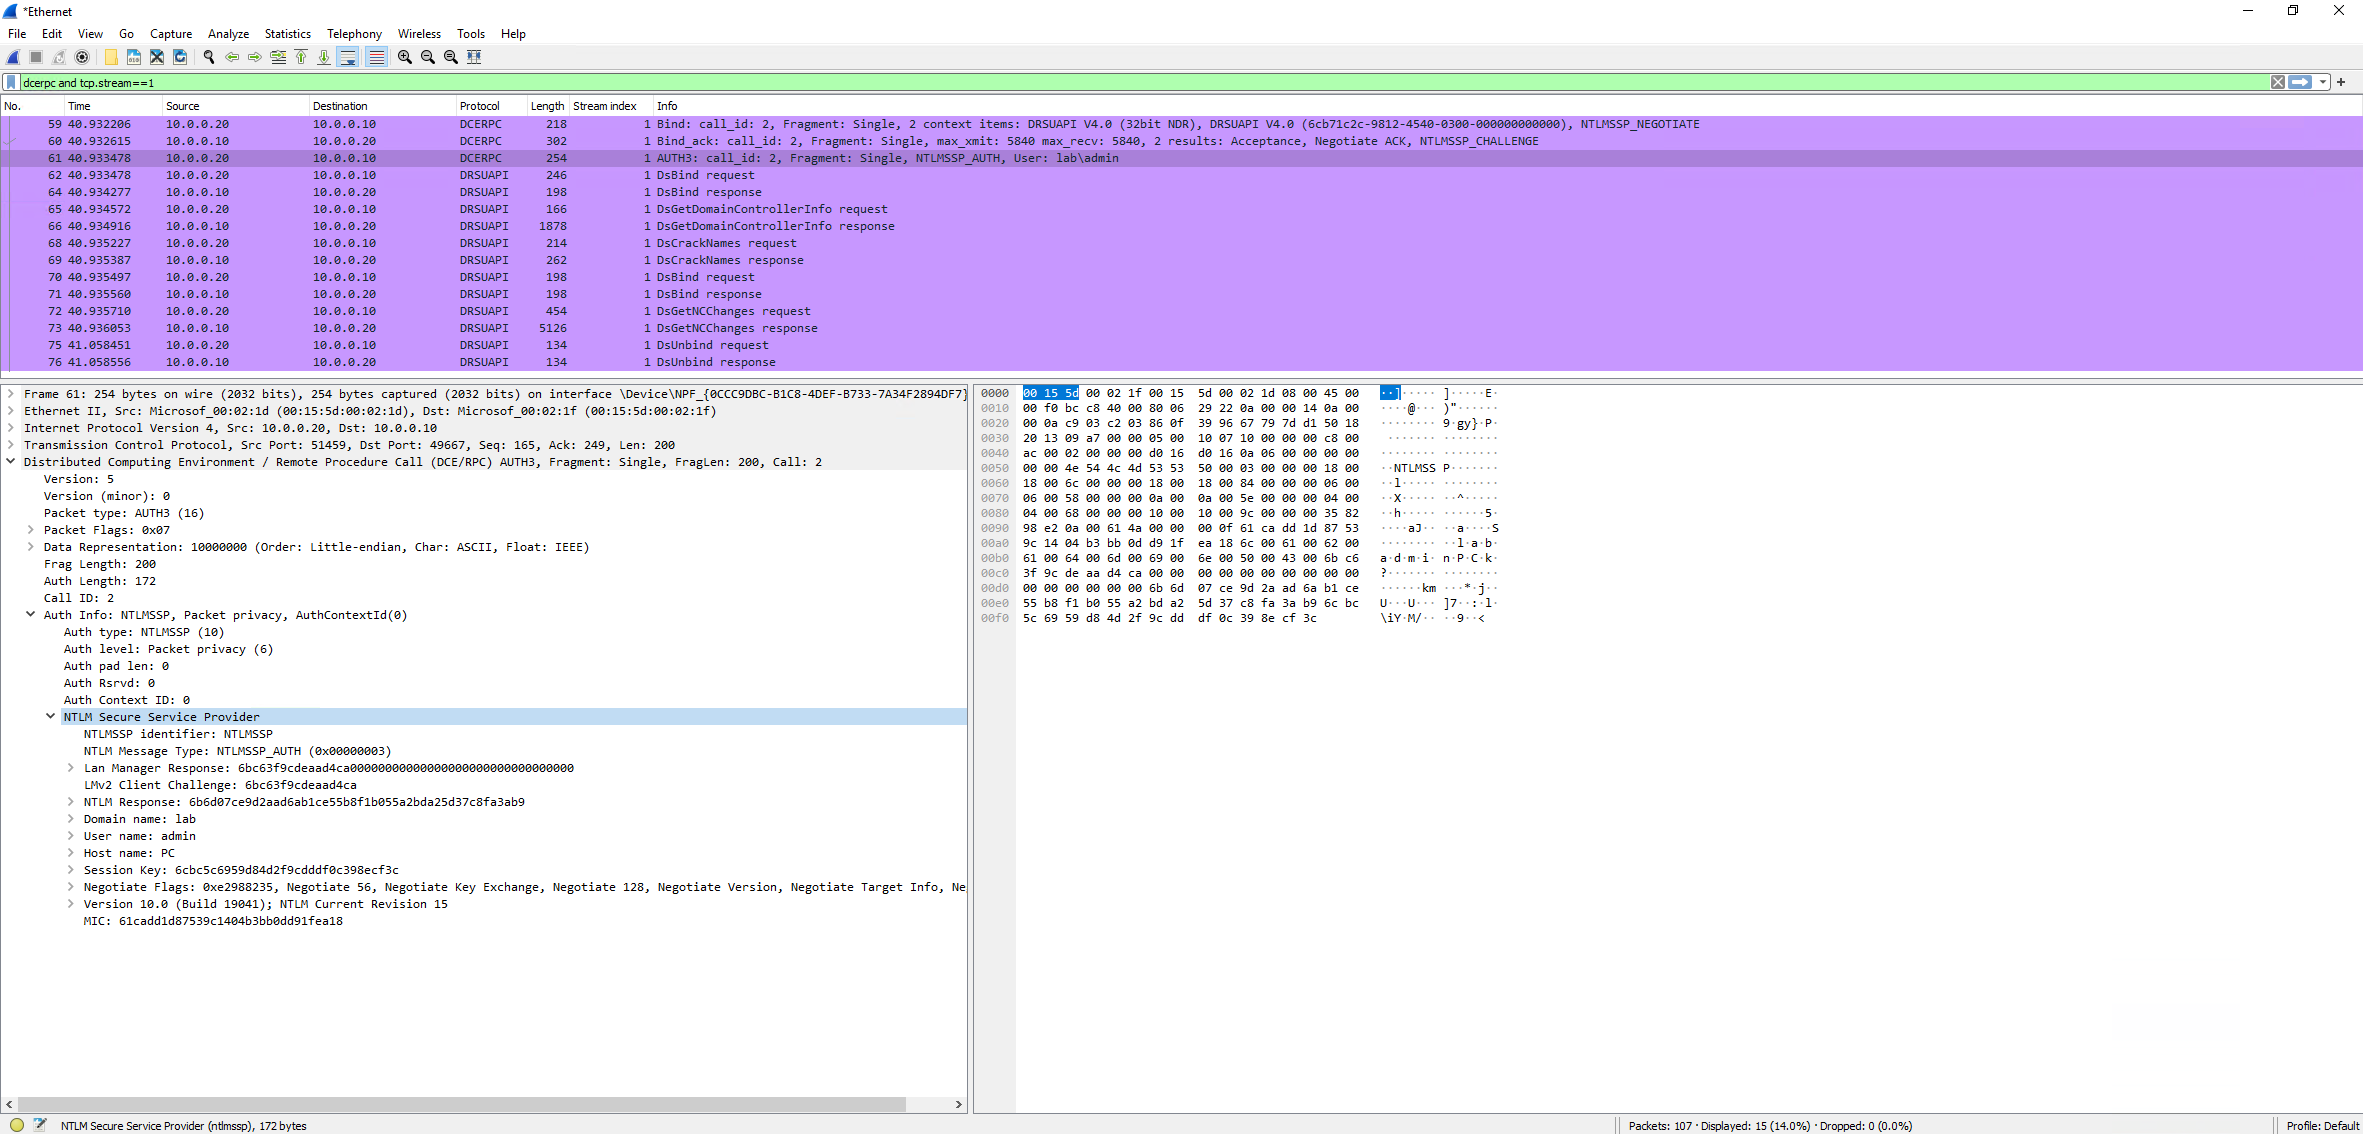 *Ethernet
File Edit View Go Capture Analyze Statistics Telephony Wireless Tools Help
dcerpc and tcp.stream==1
No. Time Source Destination Protocol Length Stream index Info
59 40.932206 10.0.0.20 10.0.0.10 DCERPC 218 1 Bind: call_id: 2, Fragment: Single, 2 context items: DRSUAPI V4.0 (32bit NDR), DRSUAPI V4.0 (6cb71c2c-9812-4540-0300-000000000000), NTLMSSP_NEGOTIATE
60 40.932615 10.0.0.10 10.0.0.20 DCERPC 302 1 Bind_ack: call_id: 2, Fragment: Single, max_xmit: 5840 max_recv: 5840, 2 results: Acceptance, Negotiate ACK, NTLMSSP_CHALLENGE
61 40.933478 10.0.0.20 10.0.0.10 DCERPC 254 1 AUTH3: call_id: 2, Fragment: Single, NTLMSSP_AUTH, User: lab\admin
62 40.933478 10.0.0.20 10.0.0.10 DRSUAPI 246 1 DsBind request
64 40.934277 10.0.0.10 10.0.0.20 DRSUAPI 198 1 DsBind response
65 40.934572 10.0.0.20 10.0.0.10 DRSUAPI 166 1 DsGetDomainControllerInfo request
66 40.934916 10.0.0.10 10.0.0.20 DRSUAPI 1878 1 DsGetDomainControllerInfo response
68 40.935227 10.0.0.20 10.0.0.10 DRSUAPI 214 1 DsCrackNames request
69 40.935387 10.0.0.10 10.0.0.20 DRSUAPI 262 1 DsCrackNames response
70 40.935497 10.0.0.20 10.0.0.10 DRSUAPI 198 1 DsBind request
71 40.935560 10.0.0.10 10.0.0.20 DRSUAPI 198 1 DsBind response
72 40.935710 10.0.0.20 10.0.0.10 DRSUAPI 454 1 DsGetNCChanges request
73 40.936053 10.0.0.10 10.0.0.20 DRSUAPI 5126 1 DsGetNCChanges response
75 41.058451 10.0.0.20 10.0.0.10 DRSUAPI 134 1 DsUnbind request
76 41.058556 10.0.0.10 10.0.0.20 DRSUAPI 134 1 DsUnbind response
Frame 61: 254 bytes on wire (2032 bits), 254 bytes captured (2032 bits) on interface \Device\NPF_{0CCC9DBC-B1C8-4DEF-B733-7A34F2894DF7}
Ethernet II, Src: Microsof_00:02:1d (00:15:5d:00:02:1d), Dst: Microsof_00:02:1f (00:15:5d:00:02:1f)
Internet Protocol Version 4, Src: 10.0.0.20, Dst: 10.0.0.10
Transmission Control Protocol, Src Port: 51459, Dst Port: 49667, Seq: 165, Ack: 249, Len: 200
Distributed Computing Environment / Remote Procedure Call (DCE/RPC) AUTH3, Fragment: Single, FragLen: 200, Call: 2
Version: 5
Version (minor): 0
Packet type: AUTH3 (16)
Packet Flags: 0x07
Data Representation: 10000000 (Order: Little-endian, Char: ASCII, Float: IEEE)
Frag Length: 200
Auth Length: 172
Call ID: 2
Auth Info: NTLMSSP, Packet privacy, AuthContextId(0)
Auth type: NTLMSSP (10)
Auth level: Packet privacy (6)
Auth pad len: 0
Auth Rsrvd: 0
Auth Context ID: 0
NTLM Secure Service Provider
NTLMSSP identifier: NTLMSSP
NTLM Message Type: NTLMSSP_AUTH (0x00000003)
Lan Manager Response: 6bc63f9cdeaad4ca00000000000000000000000000000000
LMv2 Client Challenge: 6bc63f9cdeaad4ca
NTLM Response: 6b6d07ce9d2aad6ab1ce55b8f1b055a2bda25d37c8fa3ab9
Domain name: lab
User name: admin
Host name: PC
Session Key: 6cbc5c6959d84d2f9cdddf0c398ecf3c
Negotiate Flags: 0xe2988235, Negotiate 56, Negotiate Key Exchange, Negotiate 128, Negotiate Version, Negotiate Target Info, Ne
Version 10.0 (Build 19041); NTLM Current Revision 15
MIC: 61cadd1d87539c1404b3bb0dd91fea18
0000 00 15 5d 00 02 1f 00 15 5d 00 02 1d 08 00 45 00 ··]····· ]·····E·
0010 00 f0 bc c8 40 00 80 06 29 22 0a 00 00 14 0a 00 ····@··· )"······
0020 00 0a c9 03 c2 03 86 0f 39 96 67 79 7d d1 50 18 ········ 9·gy}·P·
0030 20 13 09 a7 00 00 05 00 10 07 10 00 00 00 c8 00 ········ ········
0040 ac 00 02 00 00 00 d0 16 d0 16 0a 06 00 00 00 00 ········ ········
0050 00 00 4e 54 4c 4d 53 53 50 00 03 00 00 00 18 00 ··NTLMSS P·······
0060 18 00 6c 00 00 00 18 00 18 00 84 00 00 00 06 00 ··l····· ········
0070 06 00 58 00 00 00 0a 00 0a 00 5e 00 00 00 04 00 ··X····· ··^·····
0080 04 00 68 00 00 00 10 00 10 00 9c 00 00 00 35 82 ··h····· ······5·
0090 98 e2 0a 00 61 4a 00 00 00 0f 61 ca dd 1d 87 53 ····aJ·· ··a····S
00a0 9c 14 04 b3 bb 0d d9 1f ea 18 6c 00 61 00 62 00 ········ ··l·a·b·
00b0 61 00 64 00 6d 00 69 00 6e 00 50 00 43 00 6b c6 a·d·m·i· n·P·C·k·
00c0 3f 9c de aa d4 ca 00 00 00 00 00 00 00 00 00 00 ?······· ········
00d0 00 00 00 00 00 00 6b 6d 07 ce 9d 2a ad 6a b1 ce ······km ···*·j··
00e0 55 b8 f1 b0 55 a2 bd a2 5d 37 c8 fa 3a b9 6c bc U···U··· ]7··:·l·
00f0 5c 69 59 d8 4d 2f 9c dd df 0c 39 8e cf 3c \iY·M/·· ··9··<
NTLM Secure Service Provider (ntlmssp), 172 bytes
Packets: 107 · Displayed: 15 (14.0%) · Dropped: 0 (0.0%)
Profile: Default